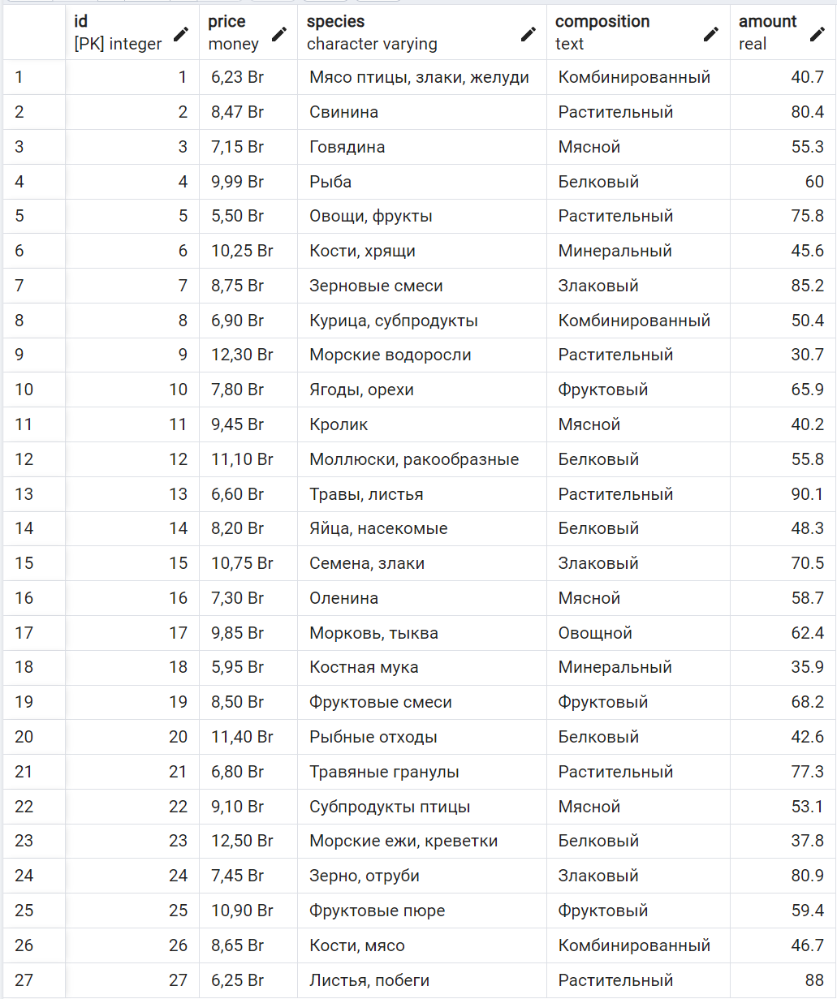 id price species composition amount
[PK] integer money character varying text real
1 1 6,23 Br Мясо птицы, злаки, желуди Комбинированный 40.7
2 2 8,47 Br Свинина Растительный 80.4
3 3 7,15 Br Говядина Мясной 55.3
4 4 9,99 Br Рыба Белковый 60
5 5 5,50 Br Овощи, фрукты Растительный 75.8
6 6 10,25 Br Кости, хрящи Минеральный 45.6
7 7 8,75 Br Зерновые смеси Злаковый 85.2
8 8 6,90 Br Курица, субпродукты Комбинированный 50.4
9 9 12,30 Br Морские водоросли Растительный 30.7
10 10 7,80 Br Ягоды, орехи Фруктовый 65.9
11 11 9,45 Br Кролик Мясной 40.2
12 12 11,10 Br Моллюски, ракообразные Белковый 55.8
13 13 6,60 Br Травы, листья Растительный 90.1
14 14 8,20 Br Яйца, насекомые Белковый 48.3
15 15 10,75 Br Семена, злаки Злаковый 70.5
16 16 7,30 Br Оленина Мясной 58.7
17 17 9,85 Br Морковь, тыква Овощной 62.4
18 18 5,95 Br Костная мука Минеральный 35.9
19 19 8,50 Br Фруктовые смеси Фруктовый 68.2
20 20 11,40 Br Рыбные отходы Белковый 42.6
21 21 6,80 Br Травяные гранулы Растительный 77.3
22 22 9,10 Br Субпродукты птицы Мясной 53.1
23 23 12,50 Br Морские ежи, креветки Белковый 37.8
24 24 7,45 Br Зерно, отруби Злаковый 80.9
25 25 10,90 Br Фруктовые пюре Фруктовый 59.4
26 26 8,65 Br Кости, мясо Комбинированный 46.7
27 27 6,25 Br Листья, побеги Растительный 88